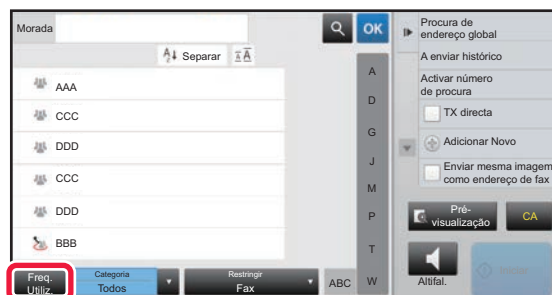 Morada
OK
Separar
AAA
CCC
DDD
CCC
DDD
BBB
A
D
G
J
M
P
T
W
Freq.
Utiliz.
Categoria
Todos
Restringir
Fax
ABC
Procura de
endereço global
A enviar histórico
Activar número
de procura
TX directa
Adicionar Novo
Enviar mesma imagem
como endereço de fax
Pré-
visualização
CA
Altifal.